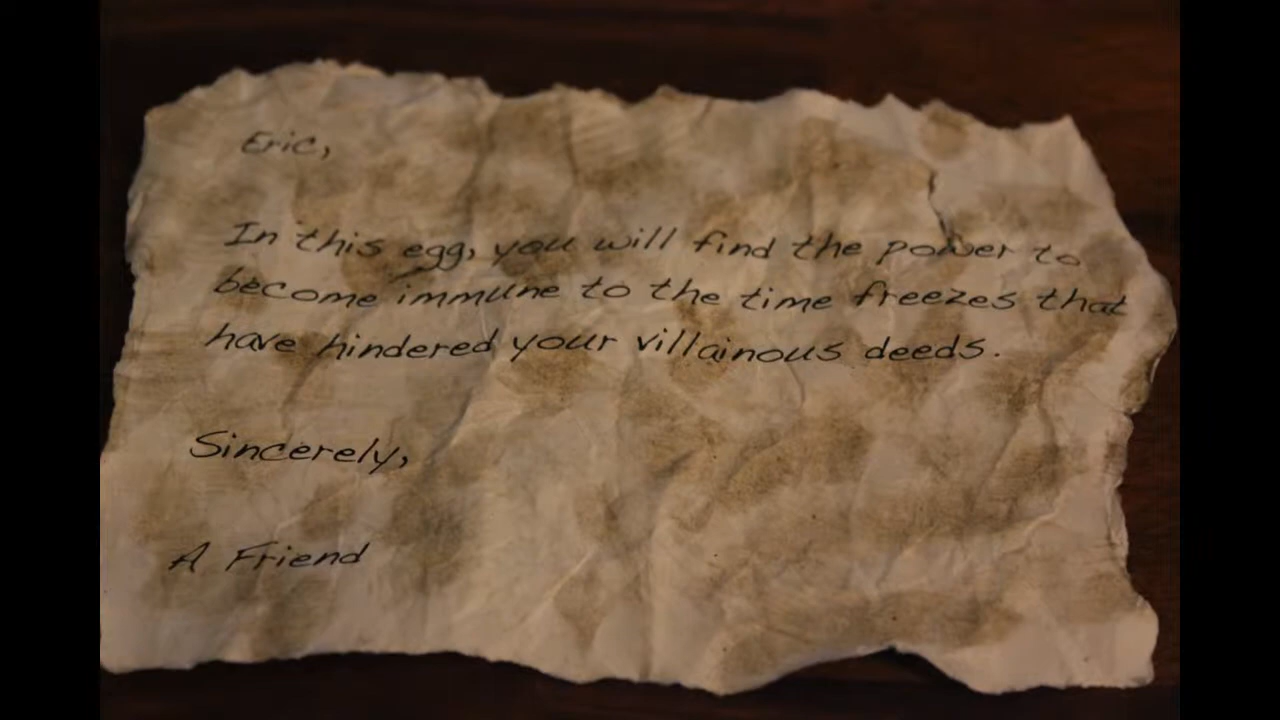 Eric,
In this egg, you will find the power to
become immune to the time freezes that
have hindered your villainous deeds.
Sincerely,
A Friend